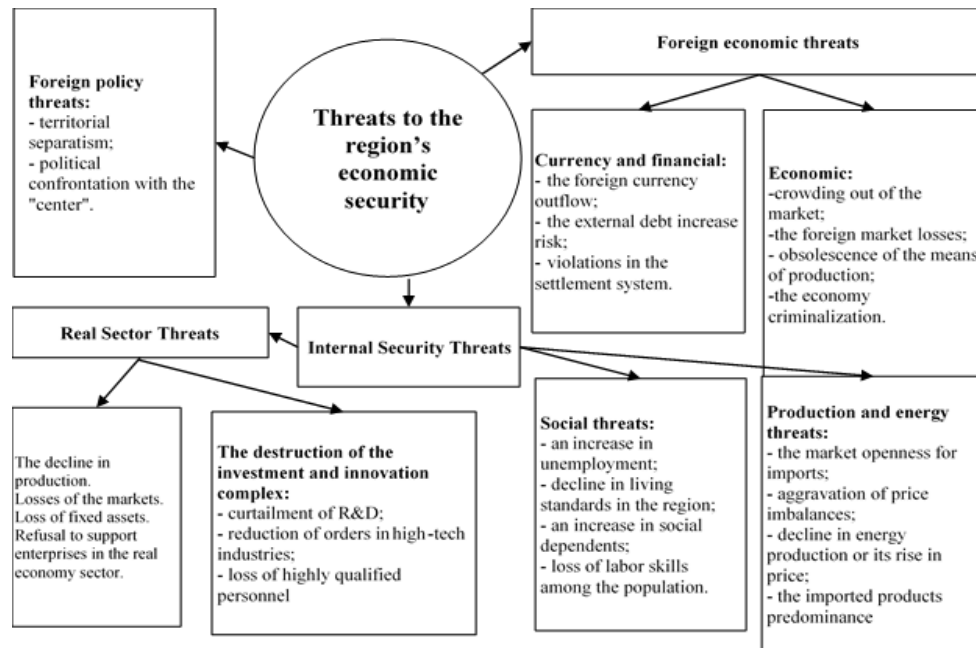 Threats to the
region's
economic
security
Foreign policy
threats:
- territorial
separatism;
- political
confrontation with the
"center".
Foreign economic threats
Currency and financial:
- the foreign currency
outflow;
- the external debt increase
risk;
- violations in the
settlement system.
Economic:
-crowding out of the
market;
-the foreign market losses;
- obsolescence of the means
of production;
-the economy
criminalization.
Internal Security Threats
Real Sector Threats
The decline in
production.
Losses of the markets.
Loss of fixed assets.
Refusal to support
enterprises in the real
economy sector.
The destruction of the
investment and innovation
complex:
- curtailment of R&D;
- reduction of orders in high-tech
industries;
- loss of highly qualified
personnel
Social threats:
- an increase in
unemployment;
- decline in living
standards in the region;
- an increase in social
dependents;
- loss of labor skills
among the population.
Production and energy
threats:
- the market openness for
imports;
- aggravation of price
imbalances;
- decline in energy
production or its rise in
price;
- the imported products
predominance